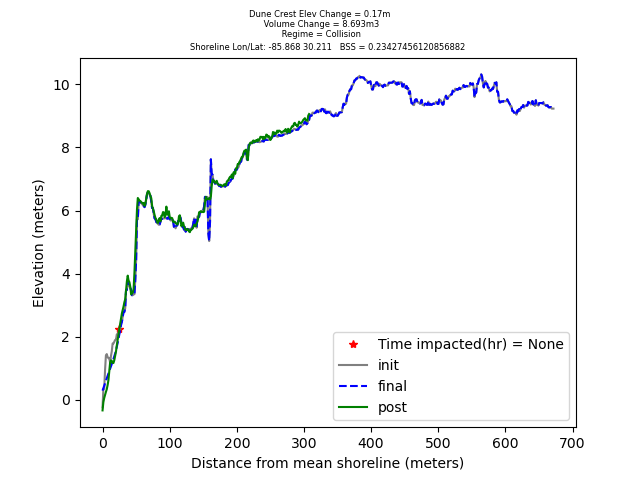 Dune Crest Elev Change = 0.17m
Volume Change = 8.693m3
Regime = Collision
Shoreline Lon/Lat: -85.868 30.211 BSS = 0.23427456120856882
10
8
6
4
2
0
Elevation (meters)
Time impacted(hr) = None
init
final
post
0 100 200 300 400 500 600 700
Distance from mean shoreline (meters)